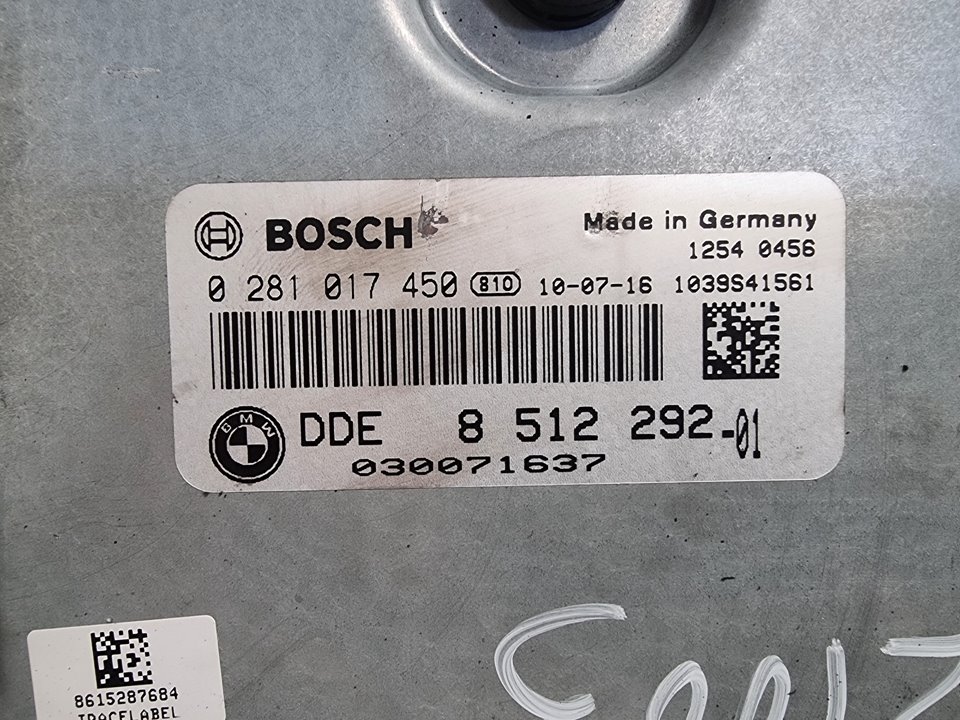 BOSCH
Made in Germany
1254 0456
0 281 017 450 810 10-07-16 1039S41561
BMW DDE 8 512 292-01
030071637
8615287684
TRACELABEL